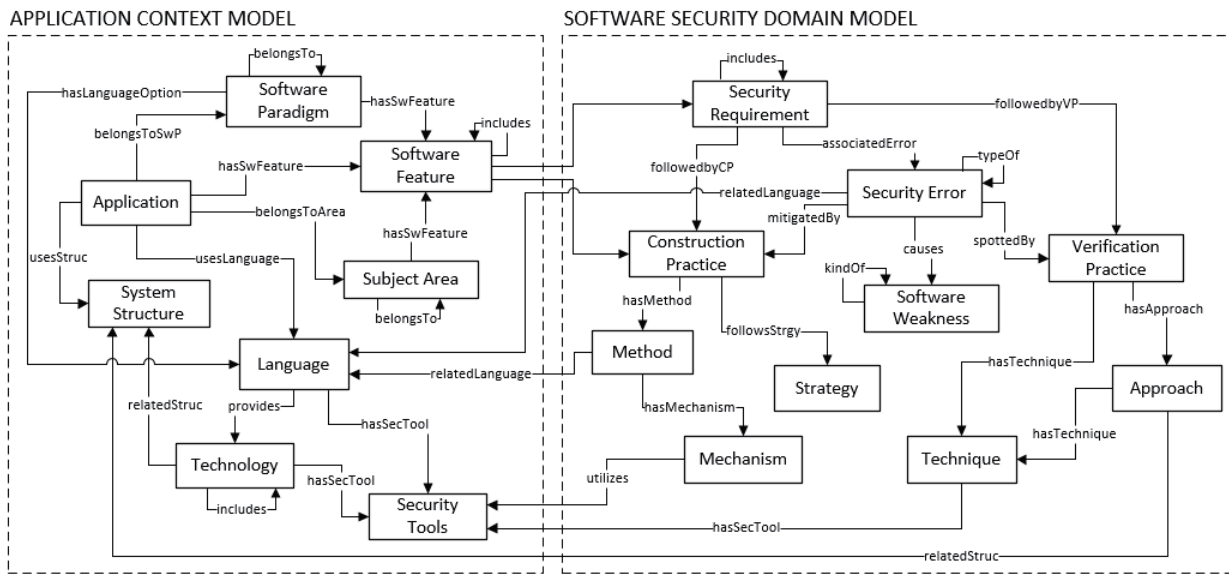 APPLICATION CONTEXT MODEL
SOFTWARE SECURITY DOMAIN MODEL
belongsTo
Software
Paradigm
hasLanguageOption
hasSwFeature
belongsToSwP
includes
hasSwFeature
Software
Feature
Application
belongsToArea
hasSwFeature
usesStruc
usesLanguage
Subject Area
System
Structure
belongsTo
Language
relatedStruc
provides
hasSecTool
Technology
hasSecTool
includes
Security
Tools
includes
Security
Requirement
followedbyVP
associatedError
typeOf
followedbyCP
relatedLanguage
Security Error
mitigatedBy
Construction
Practice
causes
spottedBy
Verification
Practice
kindOf
Software
Weakness
hasMethod
hasApproach
followsStrgy
Method
hasTechnique
relatedLanguage
Strategy
Approach
hasMechanism
hasTechnique
Mechanism
Technique
utilizes
hasSecTool
relatedStruc